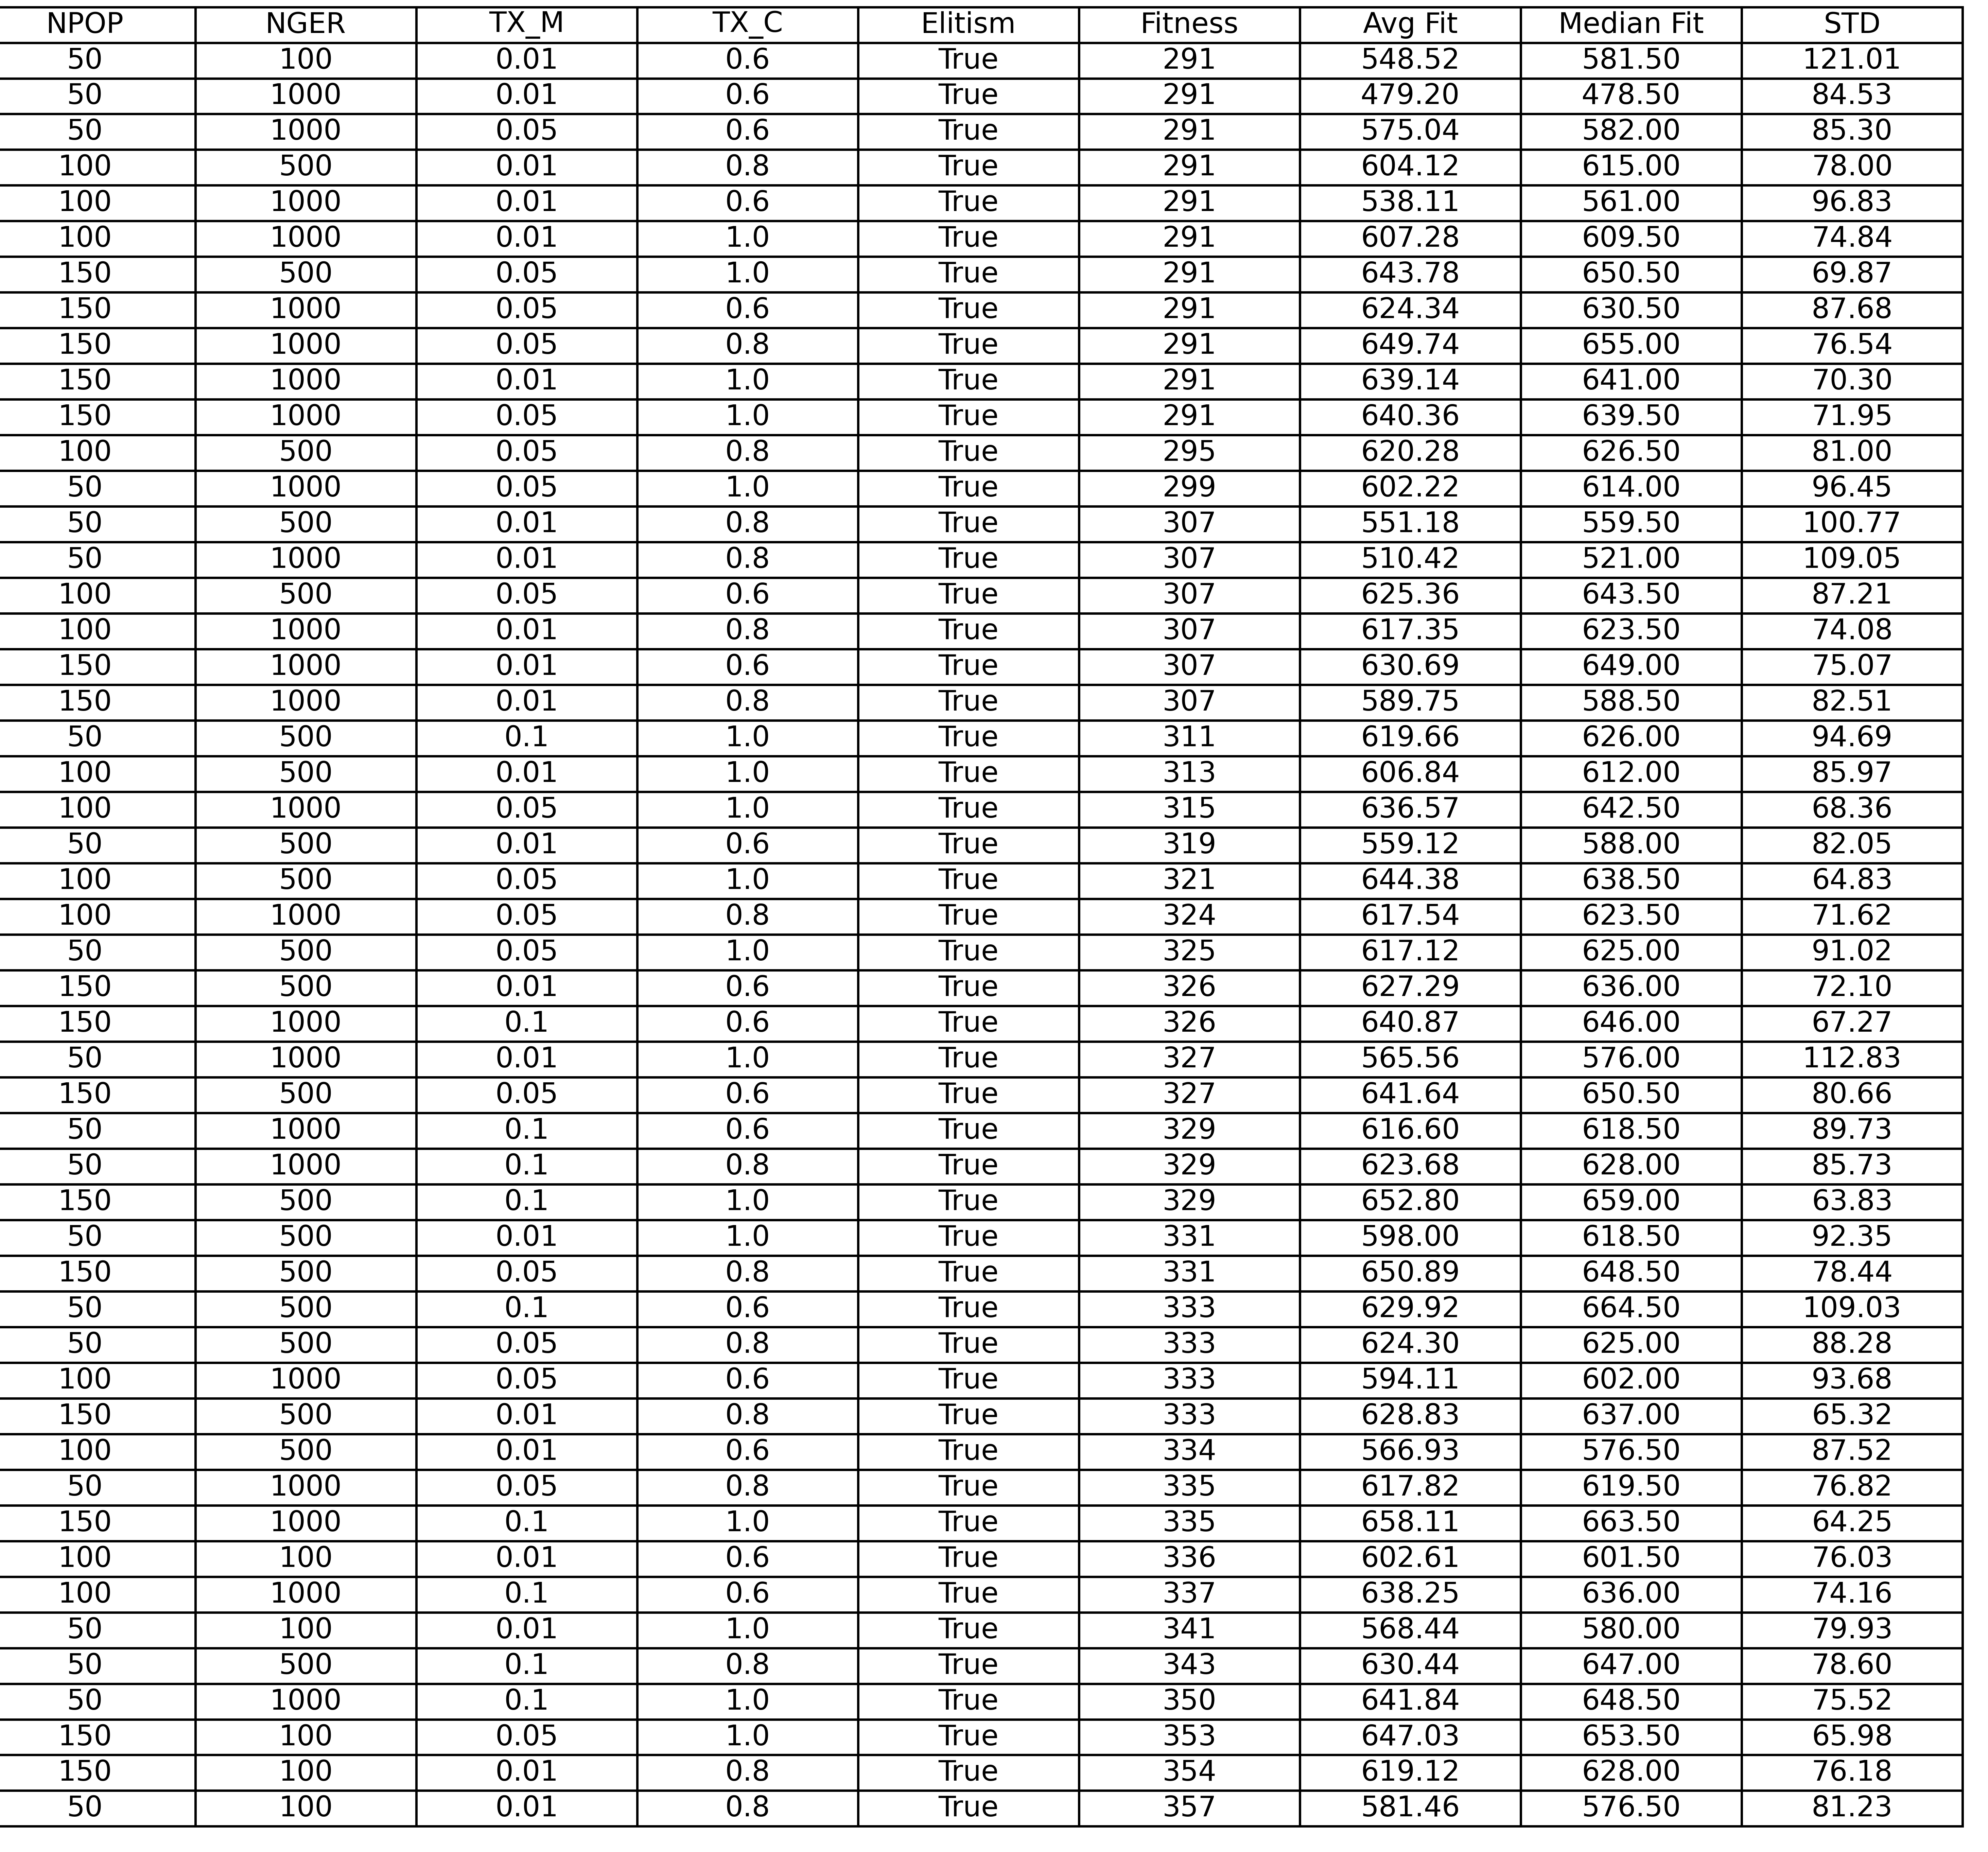 NPOP NGER TX_M TX_C Elitism Fitness Avg Fit Median Fit STD
50 100 0.01 0.6 True 291 548.52 581.50 121.01
50 1000 0.01 0.6 True 291 479.20 478.50 84.53
50 1000 0.05 0.6 True 291 575.04 582.00 85.30
100 500 0.01 0.8 True 291 604.12 615.00 78.00
100 1000 0.01 0.6 True 291 538.11 561.00 96.83
100 1000 0.01 1.0 True 291 607.28 609.50 74.84
150 500 0.05 1.0 True 291 643.78 650.50 69.87
150 1000 0.05 0.6 True 291 624.34 630.50 87.68
150 1000 0.05 0.8 True 291 649.74 655.00 76.54
150 1000 0.01 1.0 True 291 639.14 641.00 70.30
150 1000 0.05 1.0 True 291 640.36 639.50 71.95
100 500 0.05 0.8 True 295 620.28 626.50 81.00
50 1000 0.05 1.0 True 299 602.22 614.00 96.45
50 500 0.01 0.8 True 307 551.18 559.50 100.77
50 1000 0.01 0.8 True 307 510.42 521.00 109.05
100 500 0.05 0.6 True 307 625.36 643.50 87.21
100 1000 0.01 0.8 True 307 617.35 623.50 74.08
150 1000 0.01 0.6 True 307 630.69 649.00 75.07
150 1000 0.01 0.8 True 307 589.75 588.50 82.51
50 500 0.1 1.0 True 311 619.66 626.00 94.69
100 500 0.01 1.0 True 313 606.84 612.00 85.97
100 1000 0.05 1.0 True 315 636.57 642.50 68.36
50 500 0.01 0.6 True 319 559.12 588.00 82.05
100 500 0.05 1.0 True 321 644.38 638.50 64.83
100 1000 0.05 0.8 True 324 617.54 623.50 71.62
50 500 0.05 1.0 True 325 617.12 625.00 91.02
150 500 0.01 0.6 True 326 627.29 636.00 72.10
150 1000 0.1 0.6 True 326 640.87 646.00 67.27
50 1000 0.01 1.0 True 327 565.56 576.00 112.83
150 500 0.05 0.6 True 327 641.64 650.50 80.66
50 1000 0.1 0.6 True 329 616.60 618.50 89.73
50 1000 0.1 0.8 True 329 623.68 628.00 85.73
150 500 0.1 1.0 True 329 652.80 659.00 63.83
50 500 0.01 1.0 True 331 598.00 618.50 92.35
150 500 0.05 0.8 True 331 650.89 648.50 78.44
50 500 0.1 0.6 True 333 629.92 664.50 109.03
50 500 0.05 0.8 True 333 624.30 625.00 88.28
100 1000 0.05 0.6 True 333 594.11 602.00 93.68
150 500 0.01 0.8 True 333 628.83 637.00 65.32
100 500 0.01 0.6 True 334 566.93 576.50 87.52
50 1000 0.05 0.8 True 335 617.82 619.50 76.82
150 1000 0.1 1.0 True 335 658.11 663.50 64.25
100 100 0.01 0.6 True 336 602.61 601.50 76.03
100 1000 0.1 0.6 True 337 638.25 636.00 74.16
50 100 0.01 1.0 True 341 568.44 580.00 79.93
50 500 0.1 0.8 True 343 630.44 647.00 78.60
50 1000 0.1 1.0 True 350 641.84 648.50 75.52
150 100 0.05 1.0 True 353 647.03 653.50 65.98
150 100 0.01 0.8 True 354 619.12 628.00 76.18
50 100 0.01 0.8 True 357 581.46 576.50 81.23